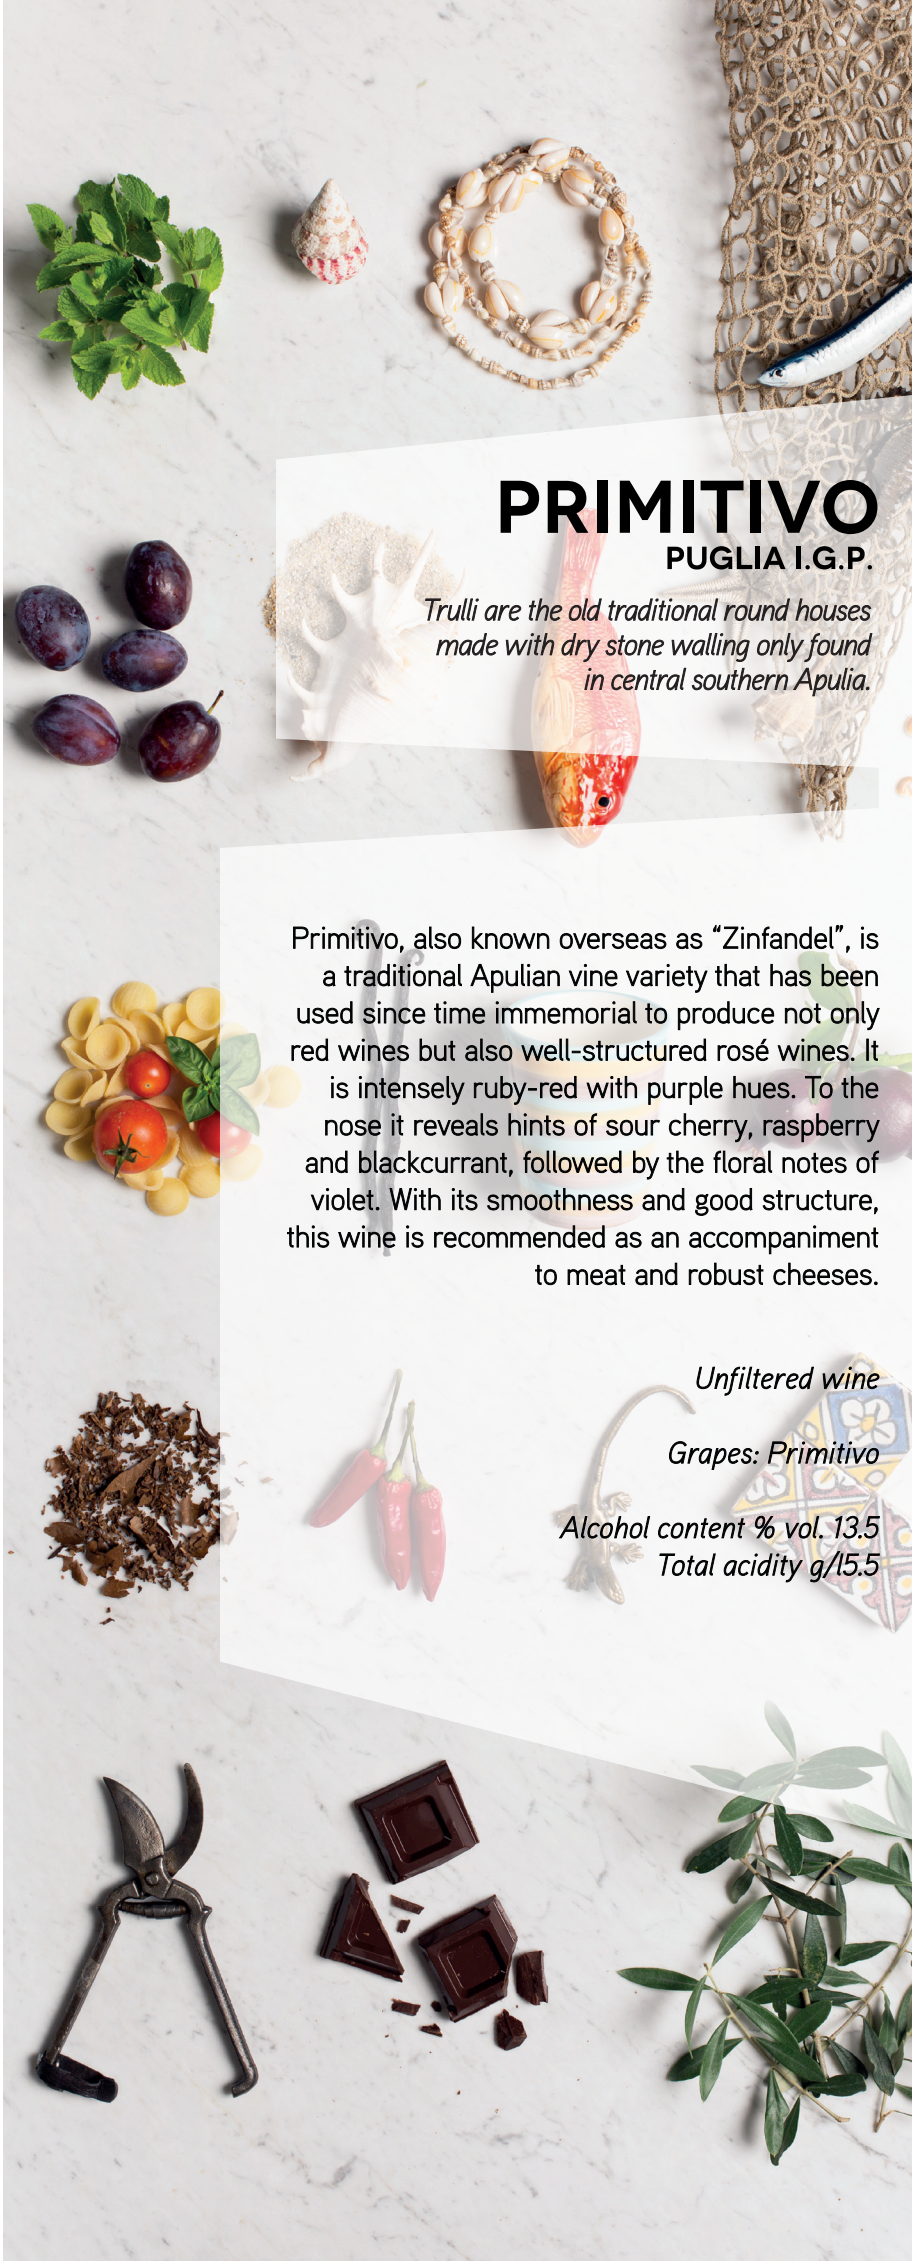 PRIMITIVO
PUGLIA I.G.P.
Trulli are the old traditional round houses
made with dry stone walling only found
in central southern Apulia.
Primitivo, also known overseas as “Zinfandel”, is
a traditional Apulian vine variety that has been
used since time immemorial to produce not only
red wines but also well-structured rosé wines. It
is intensely ruby-red with purple hues. To the
nose it reveals hints of sour cherry, raspberry
and blackcurrant, followed by the floral notes of
violet. With its smoothness and good structure,
this wine is recommended as an accompaniment
to meat and robust cheeses.
Unfiltered wine
Grapes: Primitivo
Alcohol content % vol. 13.5
Total acidity g/l5.5